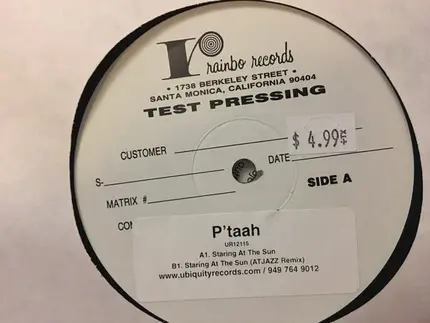 r rainbo records
• 1738 BERKELEY STREET •
SANTA MONICA, CALIFORNIA 90404
TEST PRESSING
$ 4.99
CUSTOMER
DATE
S-
SIDE A
MATRIX #
CO
P'taah
UR12115
A1. Staring At The Sun
B1. Staring At The Sun (ATJAZZ Remix)
www.ubiquityrecords.com / 949 764 9012